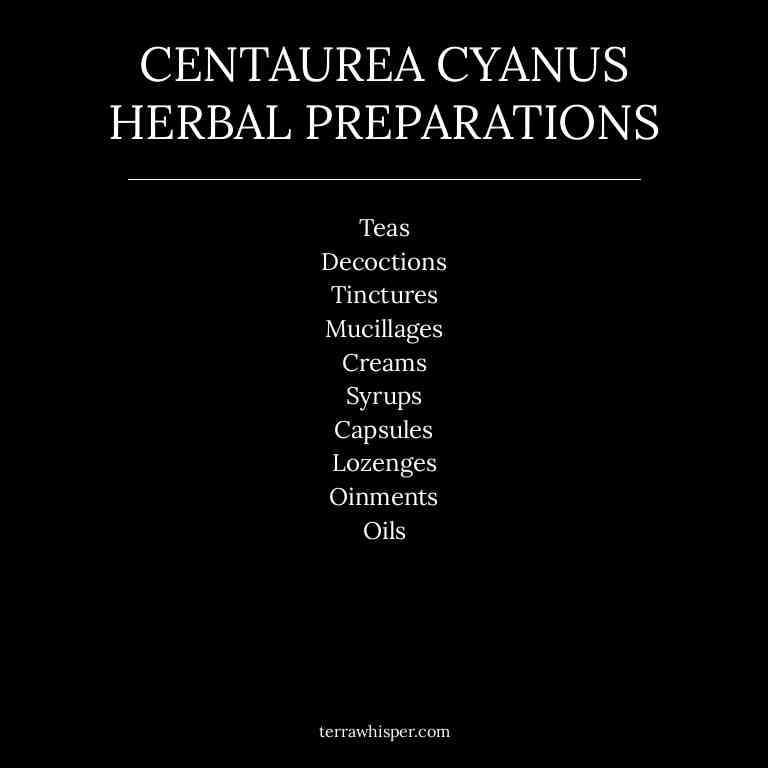 CENTAUREA CYANUS
HERBAL PREPARATIONS
Teas
Decoctions
Tinctures
Mucillages
Creams
Syrups
Capsules
Lozenges
Oinments
Oils
terrawhisper.com